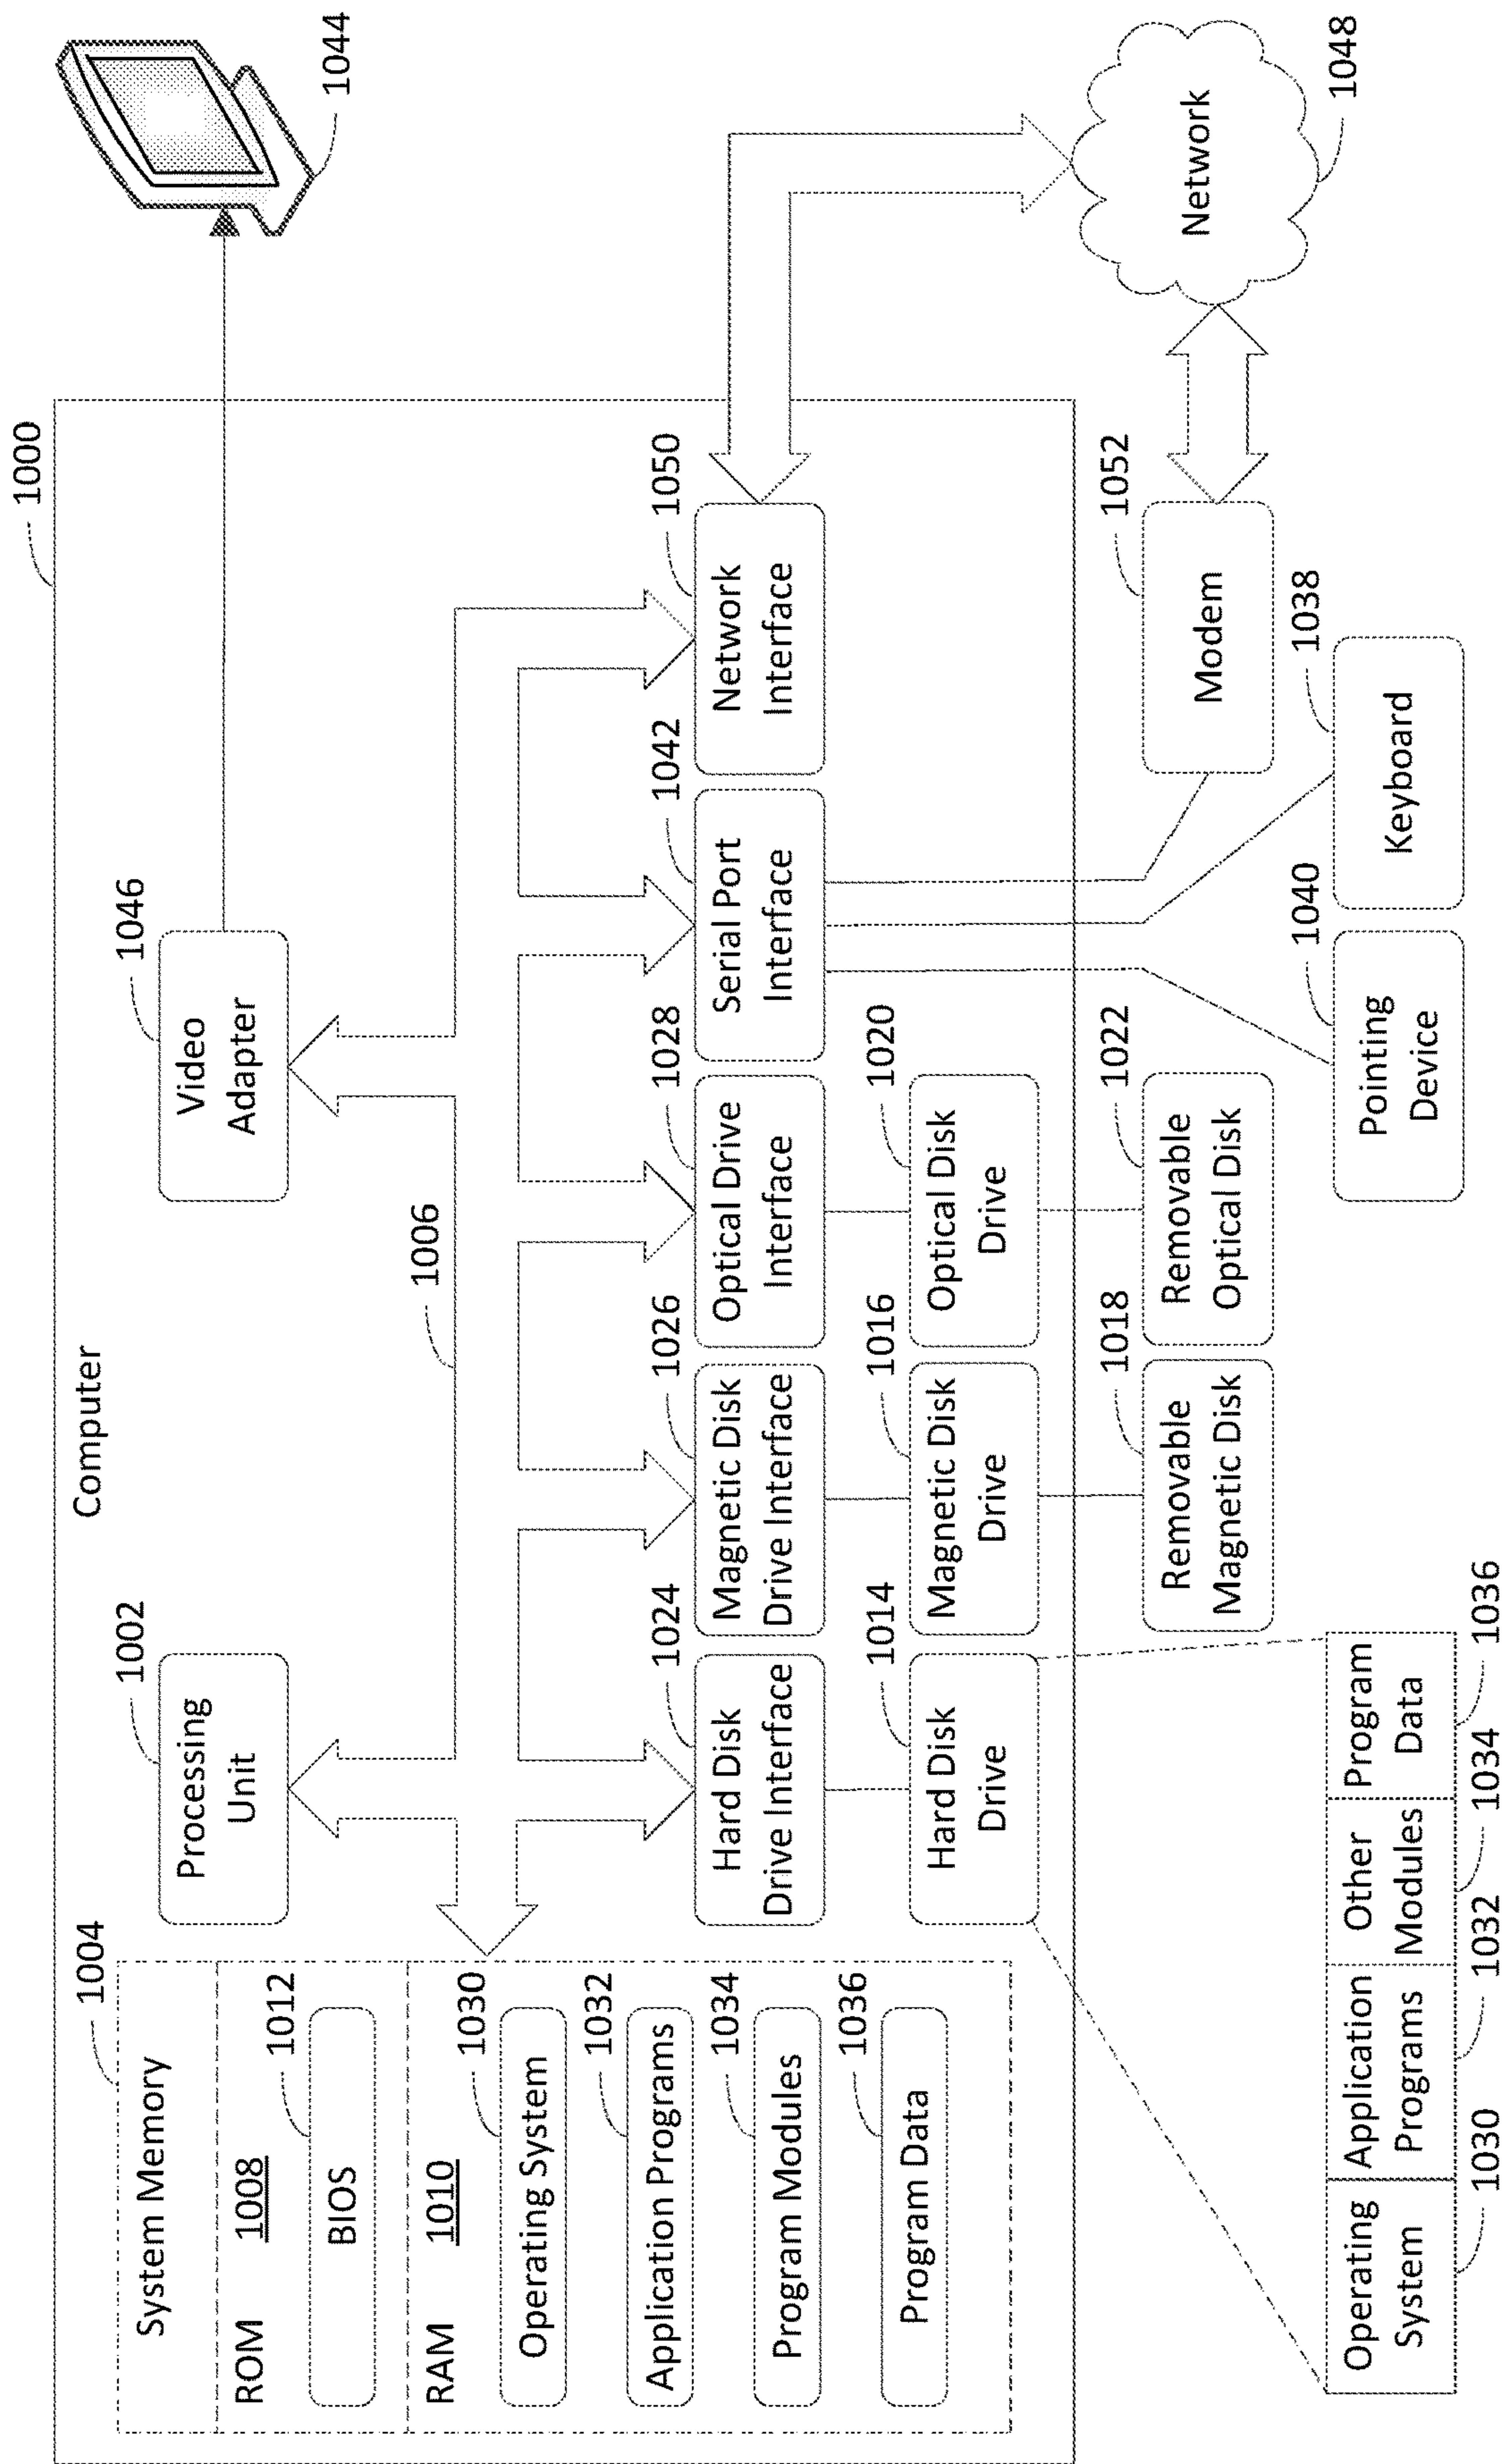 Computer
1000
System Memory
1004
ROM
1008
BIOS
1012
RAM
1010
Operating System
1030
Application Programs
1032
Program Modules
1034
Program Data
1036
Processing
Unit
1002
Video
Adapter
1046
1044
1006
Hard Disk
Drive Interface
1024
Magnetic Disk
Drive Interface
1026
Optical Drive
Interface
1028
Serial Port
Interface
1042
Network
Interface
1050
Hard Disk
Drive
1014
Magnetic Disk
Drive
1016
Optical Disk
Drive
1020
Removable
Magnetic Disk
1018
Removable
Optical Disk
1022
Modem
1052
Network
1048
Operating
System
1030
Application
Programs
1032
Other
Modules
1034
Program
Data
1036
Pointing
Device
1040
Keyboard
1038